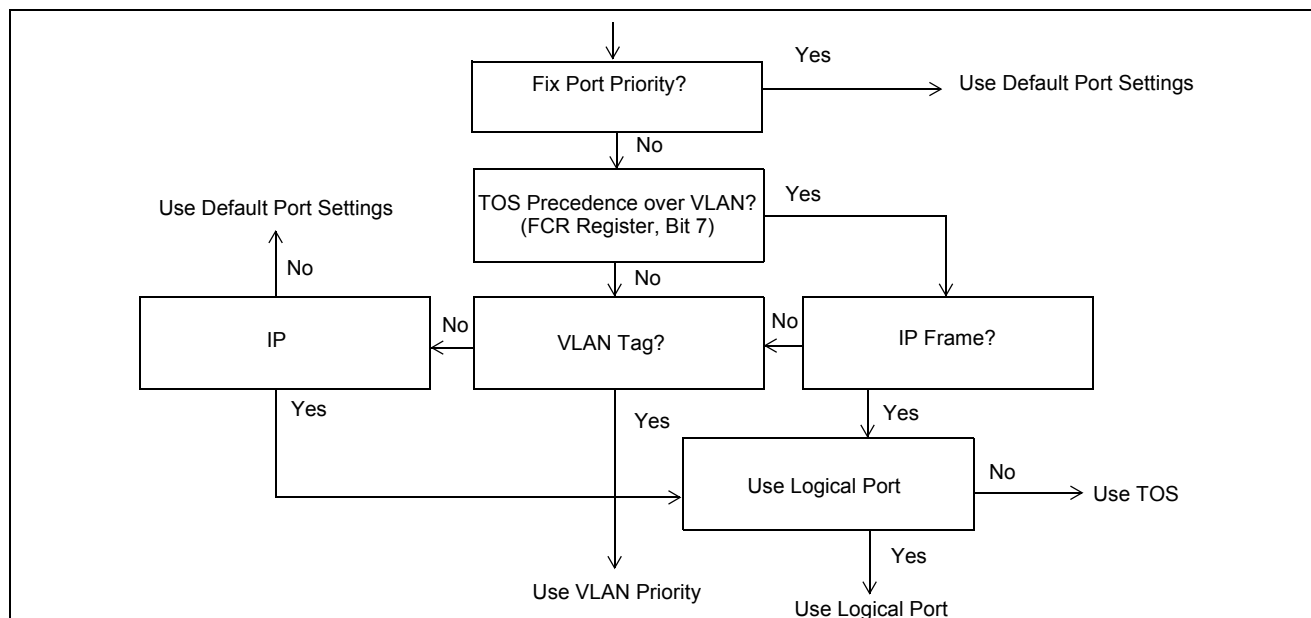 Yes
Fix Port Priority?
Use Default Port Settings
No
TOS Precedence over VLAN?
(FCR Register, Bit 7)
Yes
Use Default Port Settings
No
No
IP
No
VLAN Tag?
No
IP Frame?
Yes
Yes
Yes
Use Logical Port
No
Use TOS
Yes
Use VLAN Priority
Use Logical Port